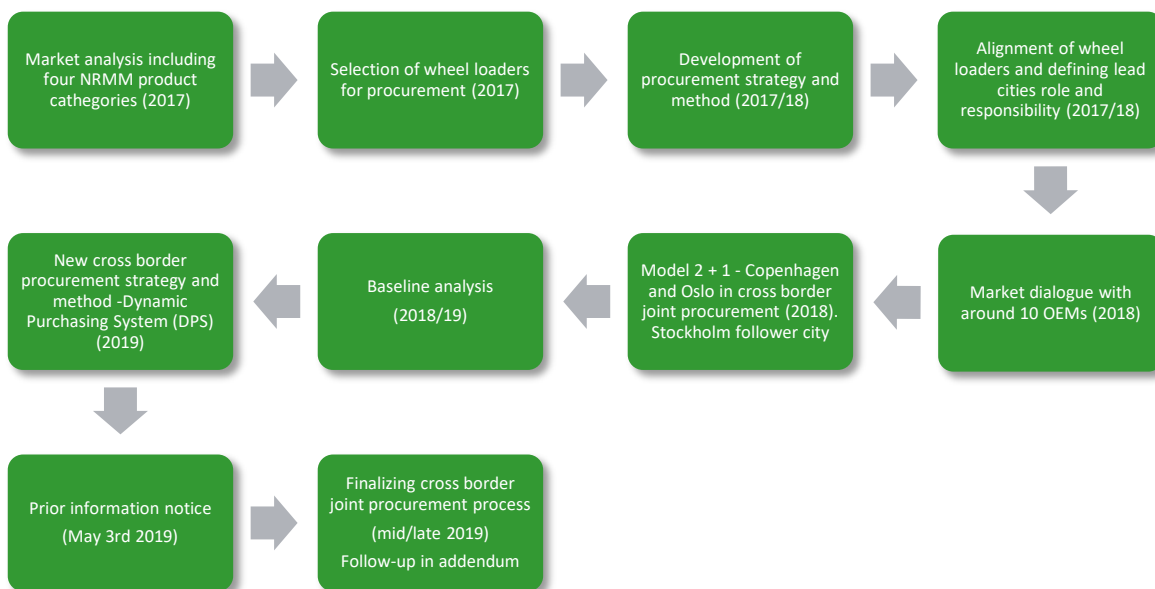 Market analysis including
four NRMM product
cathegories (2017)
Selection of wheel loaders
for procurement (2017)
Development of
procurement strategy and
method (2017/18)
Alignment of wheel
loaders and defining lead
cities role and
responsibility (2017/18)
Market dialogue with
around 10 OEMs (2018)
Model 2 + 1 - Copenhagen
and Oslo in cross border
joint procurement (2018).
Stockholm follower city
Baseline analysis
(2018/19)
New cross border
procurement strategy and
method -Dynamic
Purchasing System (DPS)
(2019)
Prior information notice
(May 3rd 2019)
Finalizing cross border
joint procurement process
(mid/late 2019)
Follow-up in addendum